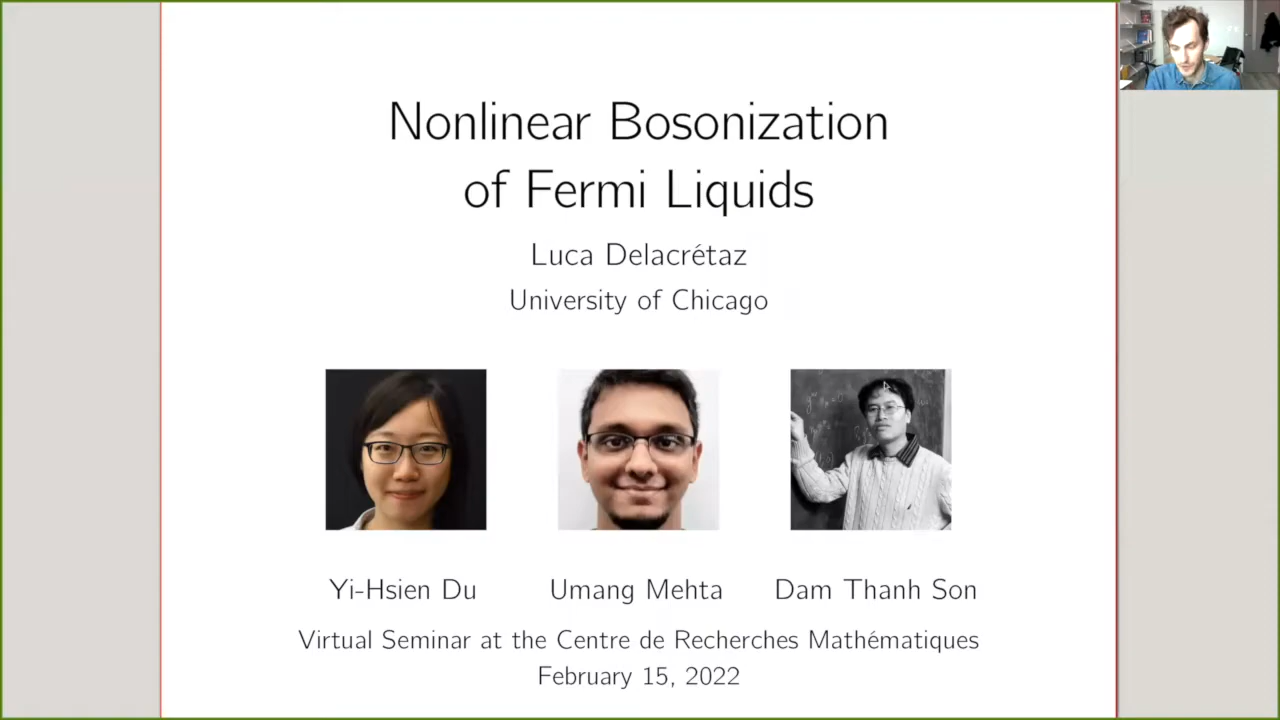 Nonlinear Bosonization
of Fermi Liquids
Luca Delacrétaz
University of Chicago
Yi-Hsien Du
Umang Mehta
Dam Thanh Son
Virtual Seminar at the Centre de Recherches Mathématiques
February 15, 2022